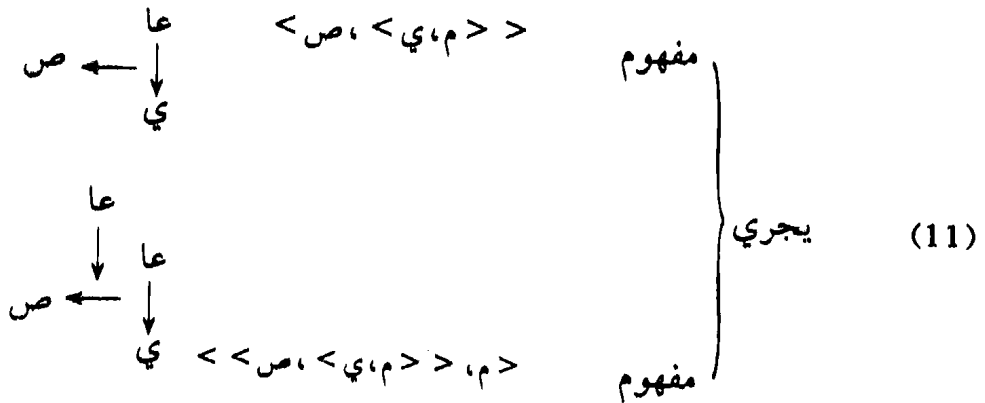 مفهوم < <م،ي> ،ص> عا
ص
ي
(11) يجري
عا
عا
ص
ي
مفهوم <م، < <م،ي> ،ص> >